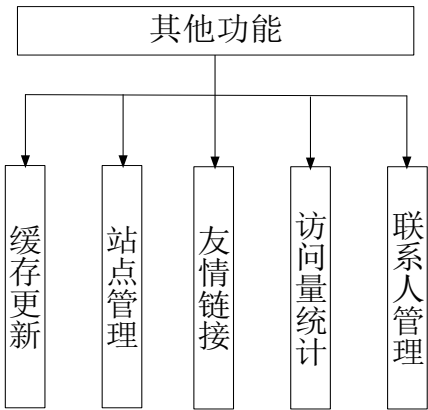 其他功能
缓存更新
站点管理
友情链接
访问量统计
联系人管理